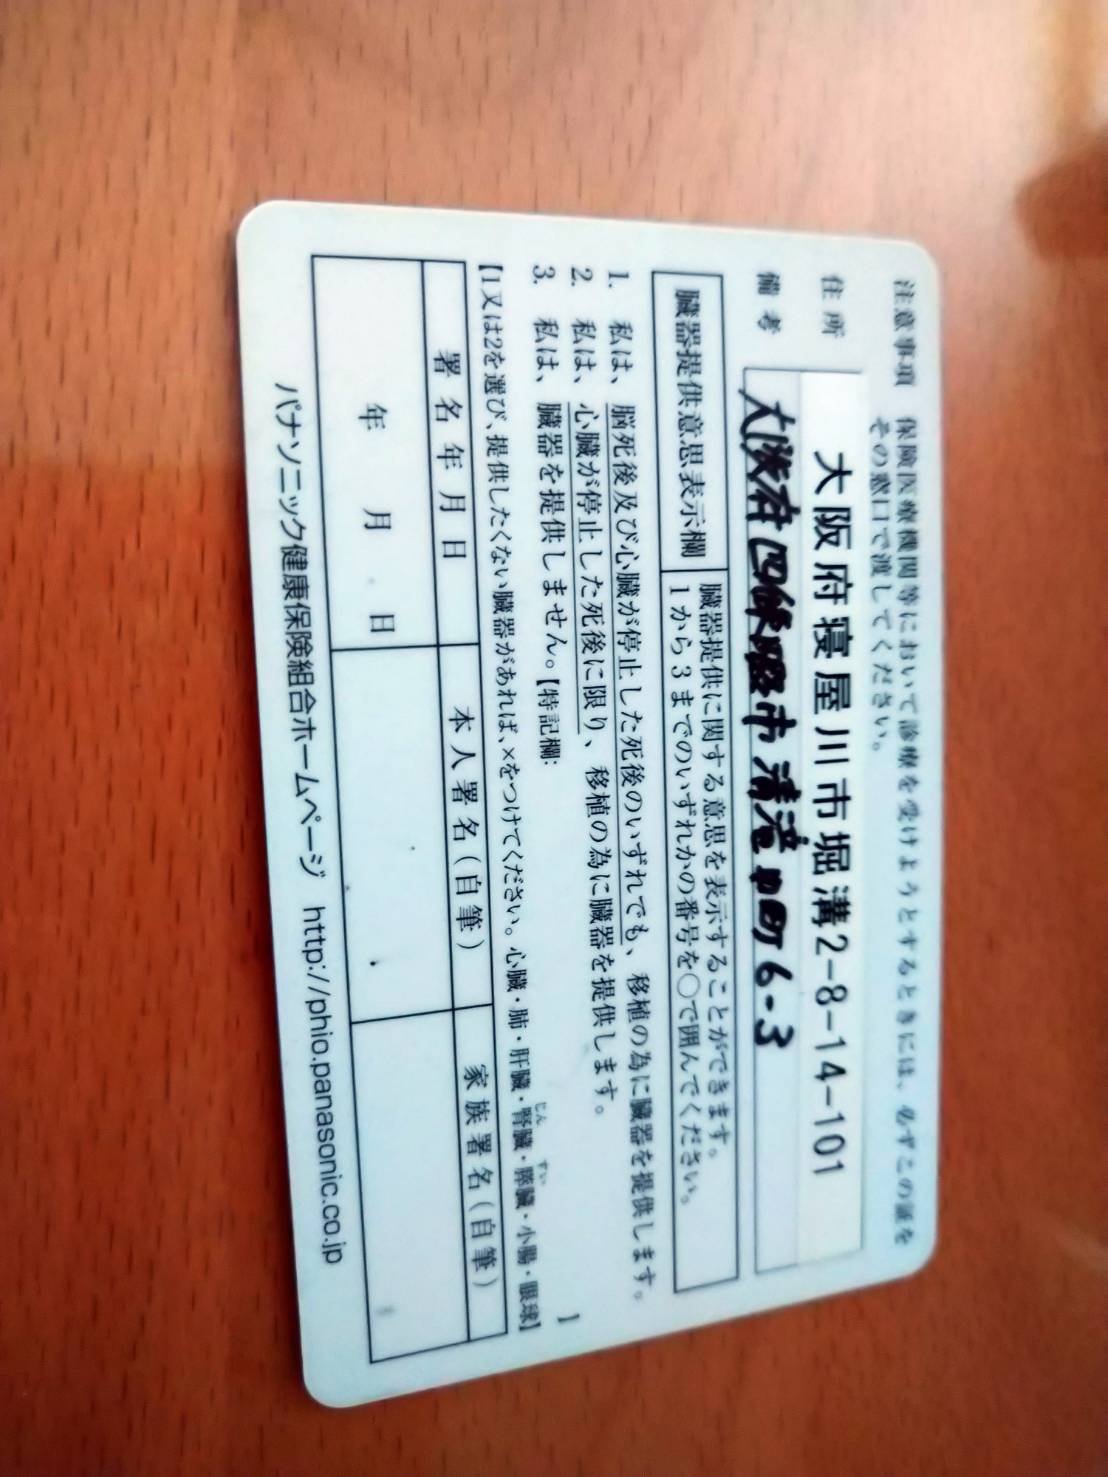 注意事項 保険医療機関等において診療を受けようとするときには、必ずこの証を
その窓口で渡してください。
住所 大阪府寝屋川市堀溝2-8-14-101
備考 大阪府四條畷市清滝中町6-3
臓器提供意思表示欄
臓器提供に関する意思を表示することができます。
1から3までのいずれかの番号を○で囲んでください。
1. 私は、脳死後及び心臓が停止した死後のいずれでも、移植の為に臓器を提供します。
2. 私は、心臓が停止した死後に限り、移植の為に臓器を提供します。
3. 私は、臓器を提供しません。【特記欄: 】
【1又は2を選び、提供したくない臓器があれば、×をつけてください。心臓・肺・肝臓・腎臓・膵臓・小腸・眼球】
じん すい
署名年月日 本人署名(自筆) 家族署名(自筆)
年 月 日
パナソニック健康保険組合ホームページ http://phio.panasonic.co.jp